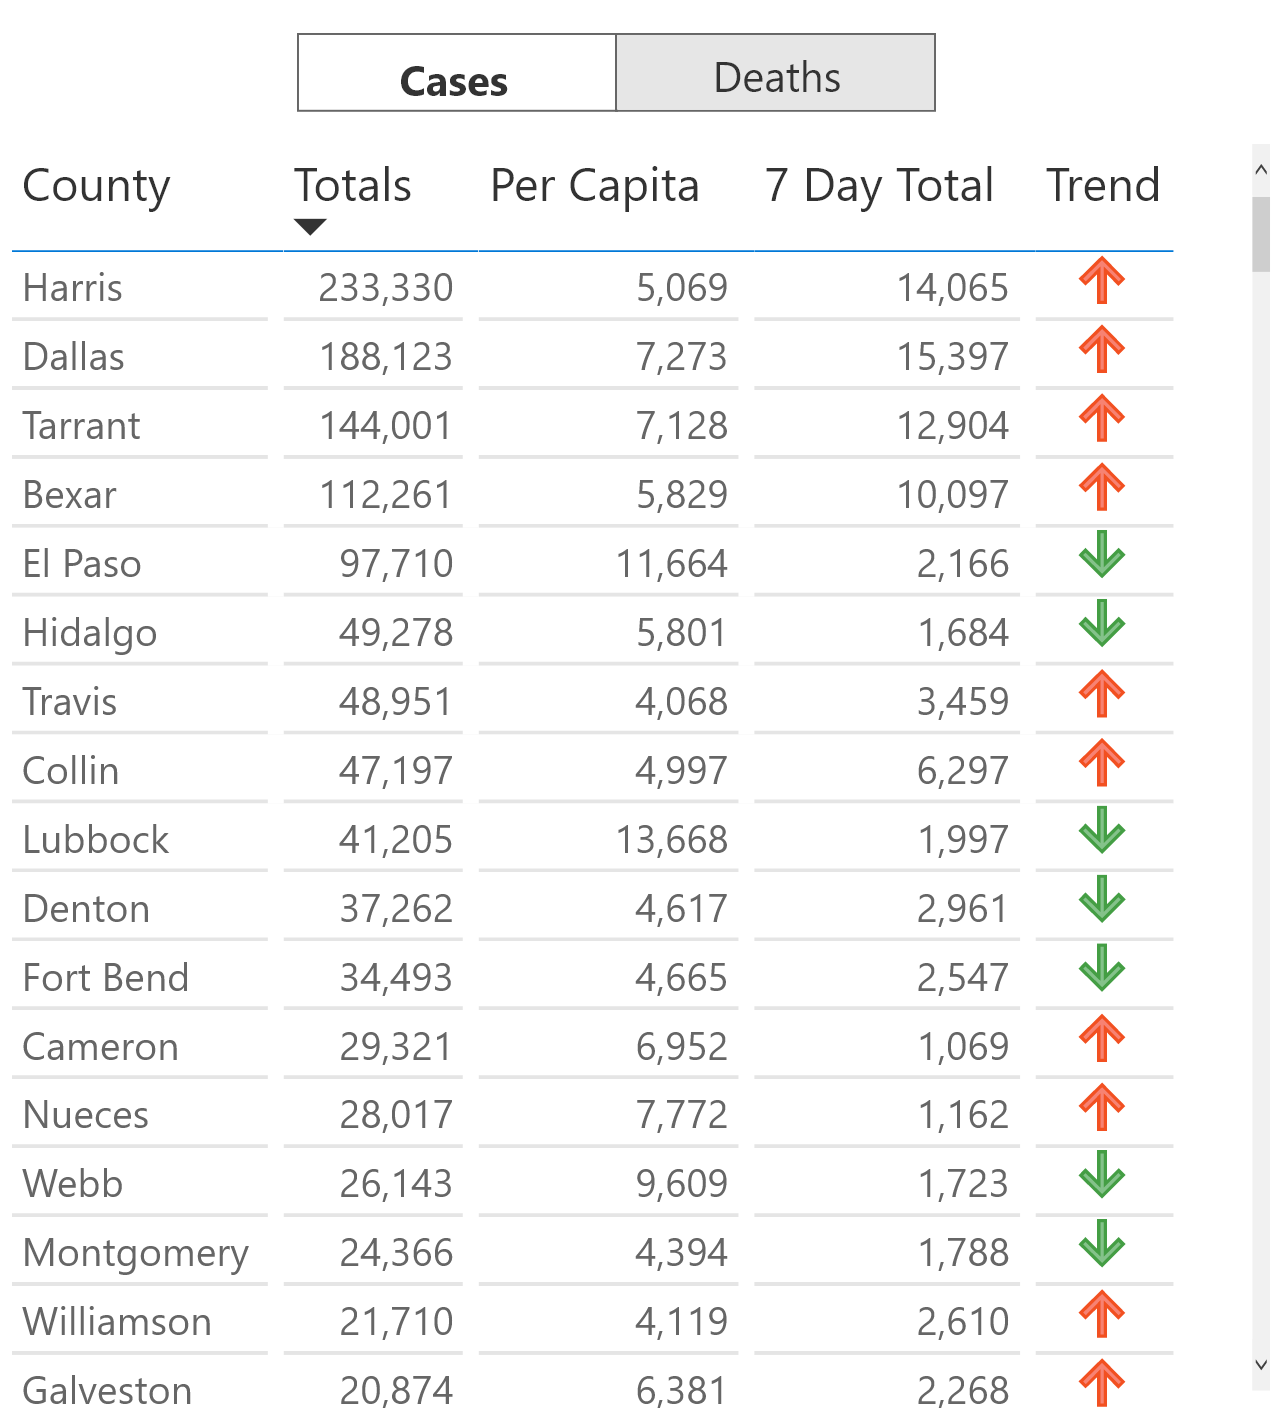 Cases Deaths
County Totals Per Capita 7 Day Total Trend
Harris 233,330 5,069 14,065
Dallas 188,123 7,273 15,397
Tarrant 144,001 7,128 12,904
Bexar 112,261 5,829 10,097
El Paso 97,710 11,664 2,166
Hidalgo 49,278 5,801 1,684
Travis 48,951 4,068 3,459
Collin 47,197 4,997 6,297
Lubbock 41,205 13,668 1,997
Denton 37,262 4,617 2,961
Fort Bend 34,493 4,665 2,547
Cameron 29,321 6,952 1,069
Nueces 28,017 7,772 1,162
Webb 26,143 9,609 1,723
Montgomery 24,366 4,394 1,788
Williamson 21,710 4,119 2,610
Galveston 20,874 6,381 2,268